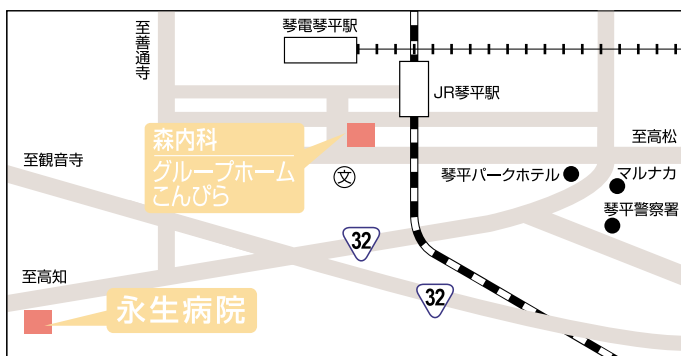 琴電琴平駅
至善通寺
JR琴平駅
森内科
グループホーム
こんぴら
至高松
至観音寺
文
琴平パークホテル
マルナカ
琴平警察署
32
至高知
32
永生病院